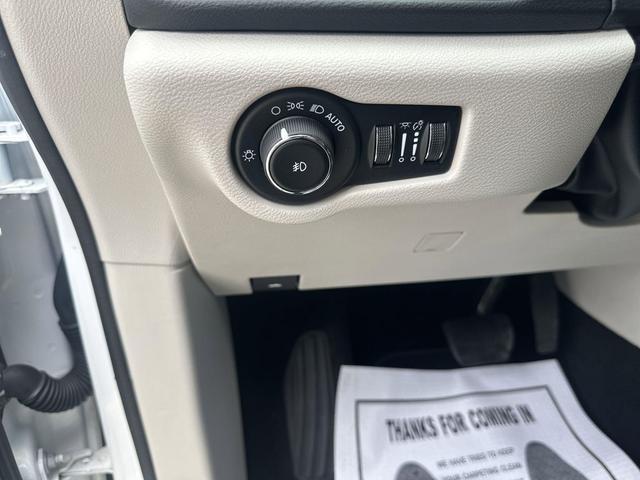 AUTO
THANKS FOR COMING IN
WE HAVE TRIED TO KEEP
YOUR CARPETING CLEAN